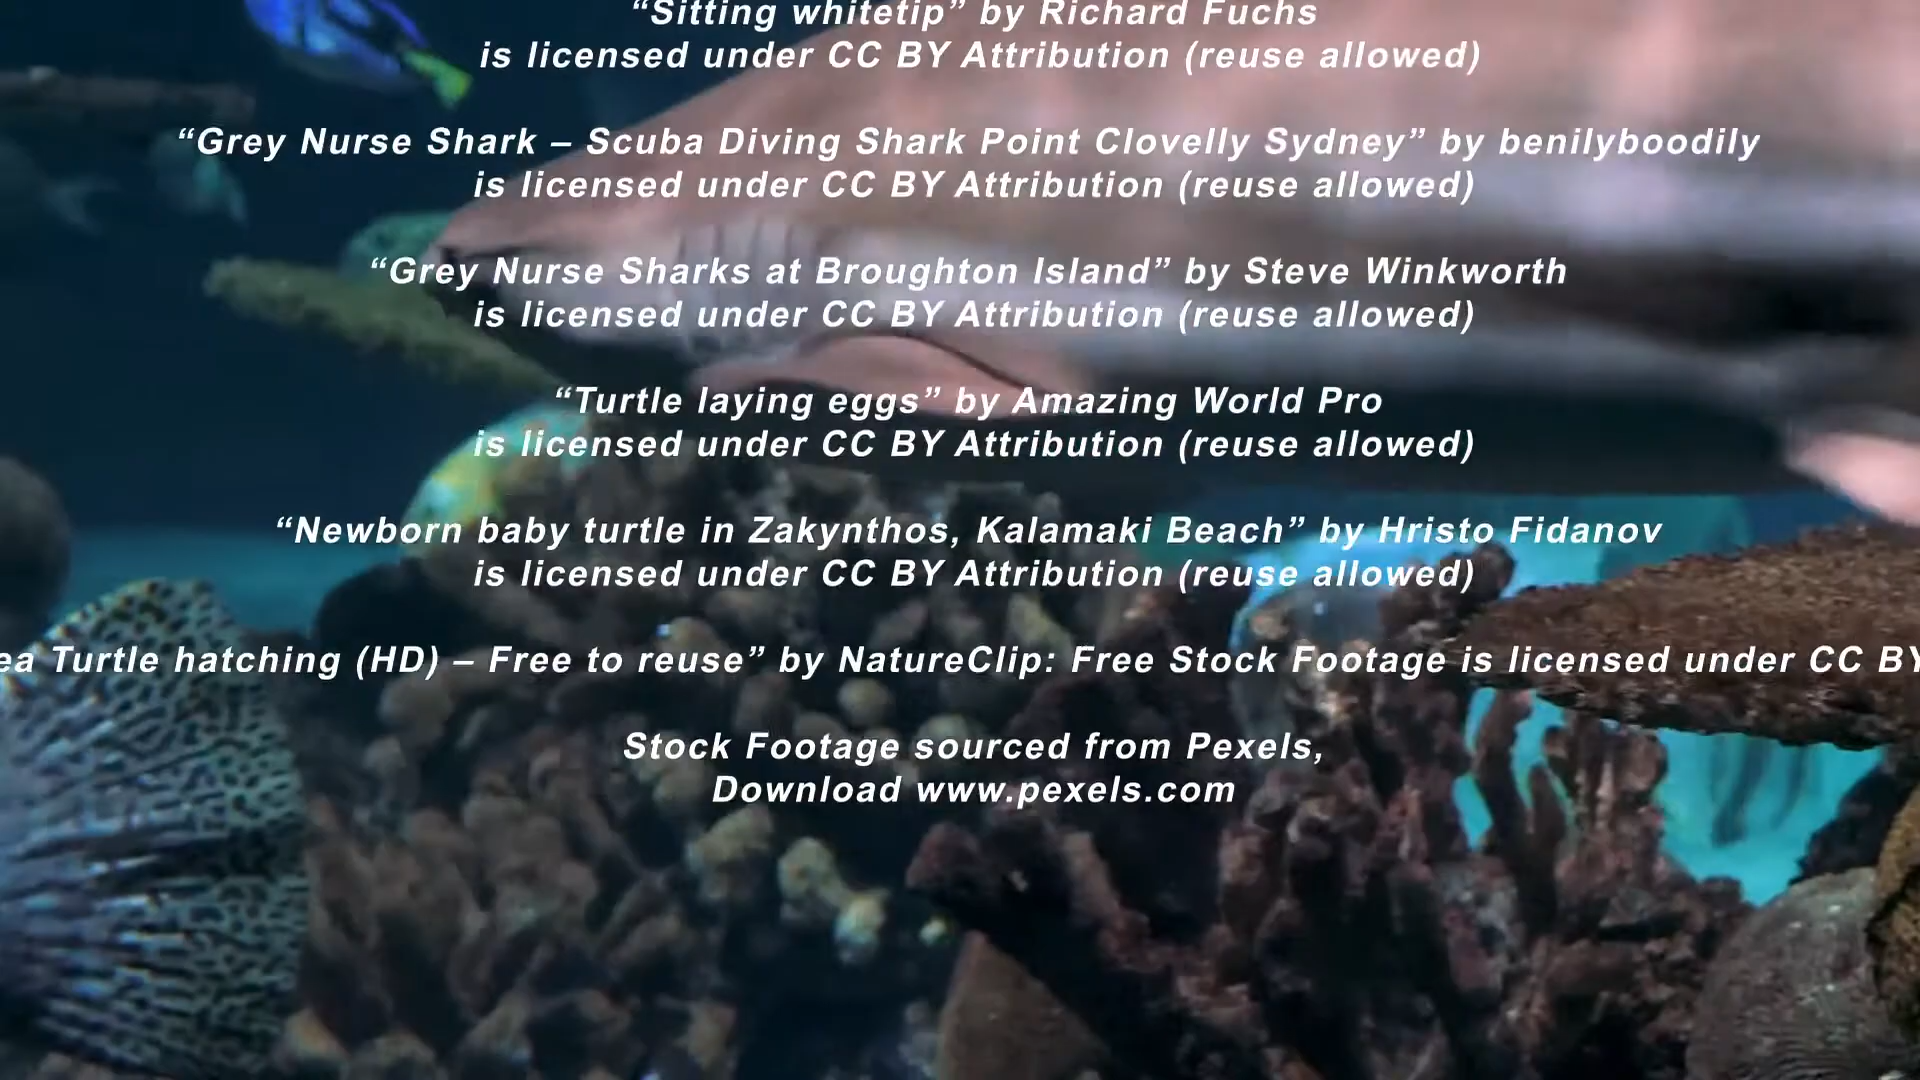 “Sitting whitetip” by Richard Fuchs
is licensed under CC BY Attribution (reuse allowed)
“Grey Nurse Shark – Scuba Diving Shark Point Clovelly Sydney” by benilyboodily
is licensed under CC BY Attribution (reuse allowed)
“Grey Nurse Sharks at Broughton Island” by Steve Winkworth
is licensed under CC BY Attribution (reuse allowed)
“Turtle laying eggs” by Amazing World Pro
is licensed under CC BY Attribution (reuse allowed)
“Newborn baby turtle in Zakynthos, Kalamaki Beach” by Hristo Fidanov
is licensed under CC BY Attribution (reuse allowed)
Turtle hatching (HD) – Free to reuse” by NatureClip: Free Stock Footage is licensed under CC BY
Stock Footage sourced from Pexels,
Download www.pexels.com